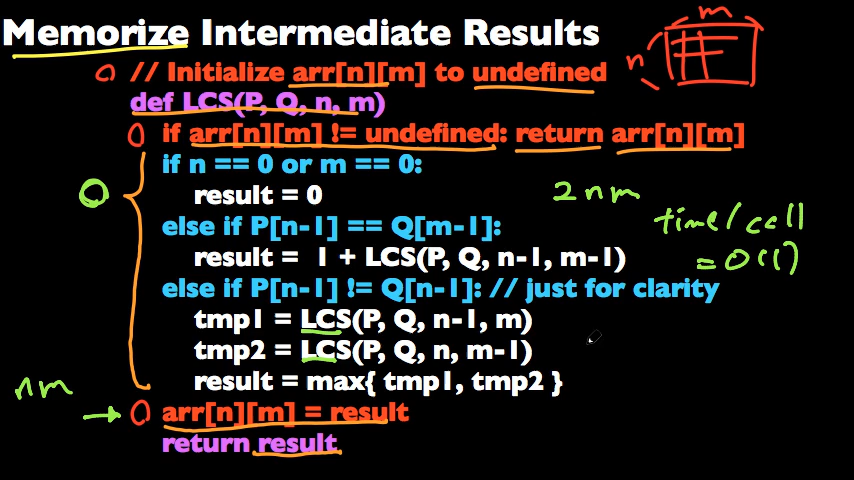 Memorize Intermediate Results
m
n
// Initialize arr[n][m] to undefined
def LCS(P, Q, n, m)
if arr[n][m] != undefined: return arr[n][m]
if n == 0 or m == 0:
result = 0
2nm
time/call
= O(1)
else if P[n-1] == Q[m-1]:
result = 1 + LCS(P, Q, n-1, m-1)
else if P[n-1] != Q[n-1]: // just for clarity
tmp1 = LCS(P, Q, n-1, m)
tmp2 = LCS(P, Q, n, m-1)
result = max{ tmp1, tmp2 }
nm
arr[n][m] = result
return result